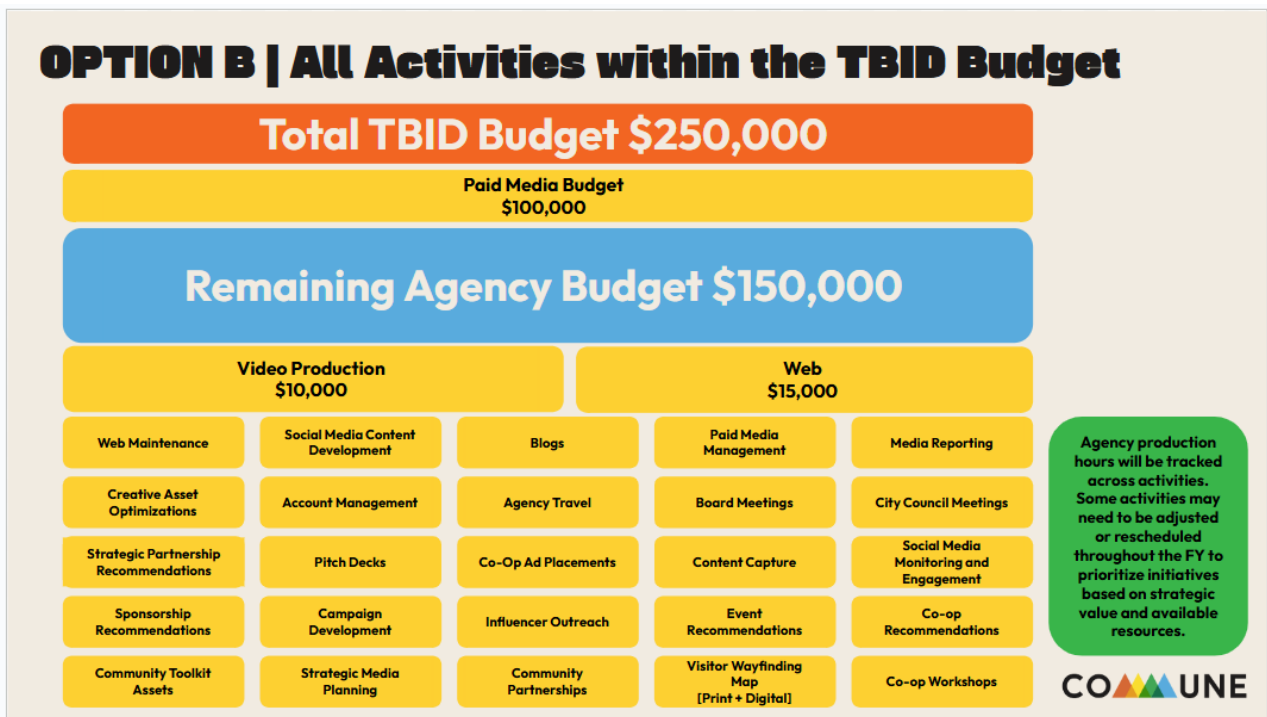 OPTION B | All Activities within the TBID Budget
Total TBID Budget $250,000
Paid Media Budget
$100,000
Remaining Agency Budget $150,000
Video Production
$10,000
Web
$15,000
Web Maintenance
Social Media Content
Development
Blogs
Paid Media
Management
Media Reporting
Creative Asset
Optimizations
Account Management
Agency Travel
Board Meetings
City Council Meetings
Strategic Partnership
Recommendations
Pitch Decks
Co-Op Ad Placements
Content Capture
Social Media
Monitoring and
Engagement
Sponsorship
Recommendations
Campaign
Development
Influencer Outreach
Event
Recommendations
Co-op
Recommendations
Community Toolkit
Assets
Strategic Media
Planning
Community
Partnerships
Visitor Wayfinding
Map
[Print + Digital]
Co-op Workshops
Agency production
hours will be tracked
across activities.
Some activities may
need to be adjusted
or rescheduled
throughout the FY to
prioritize initiatives
based on strategic
value and available
resources.
COMMUNE